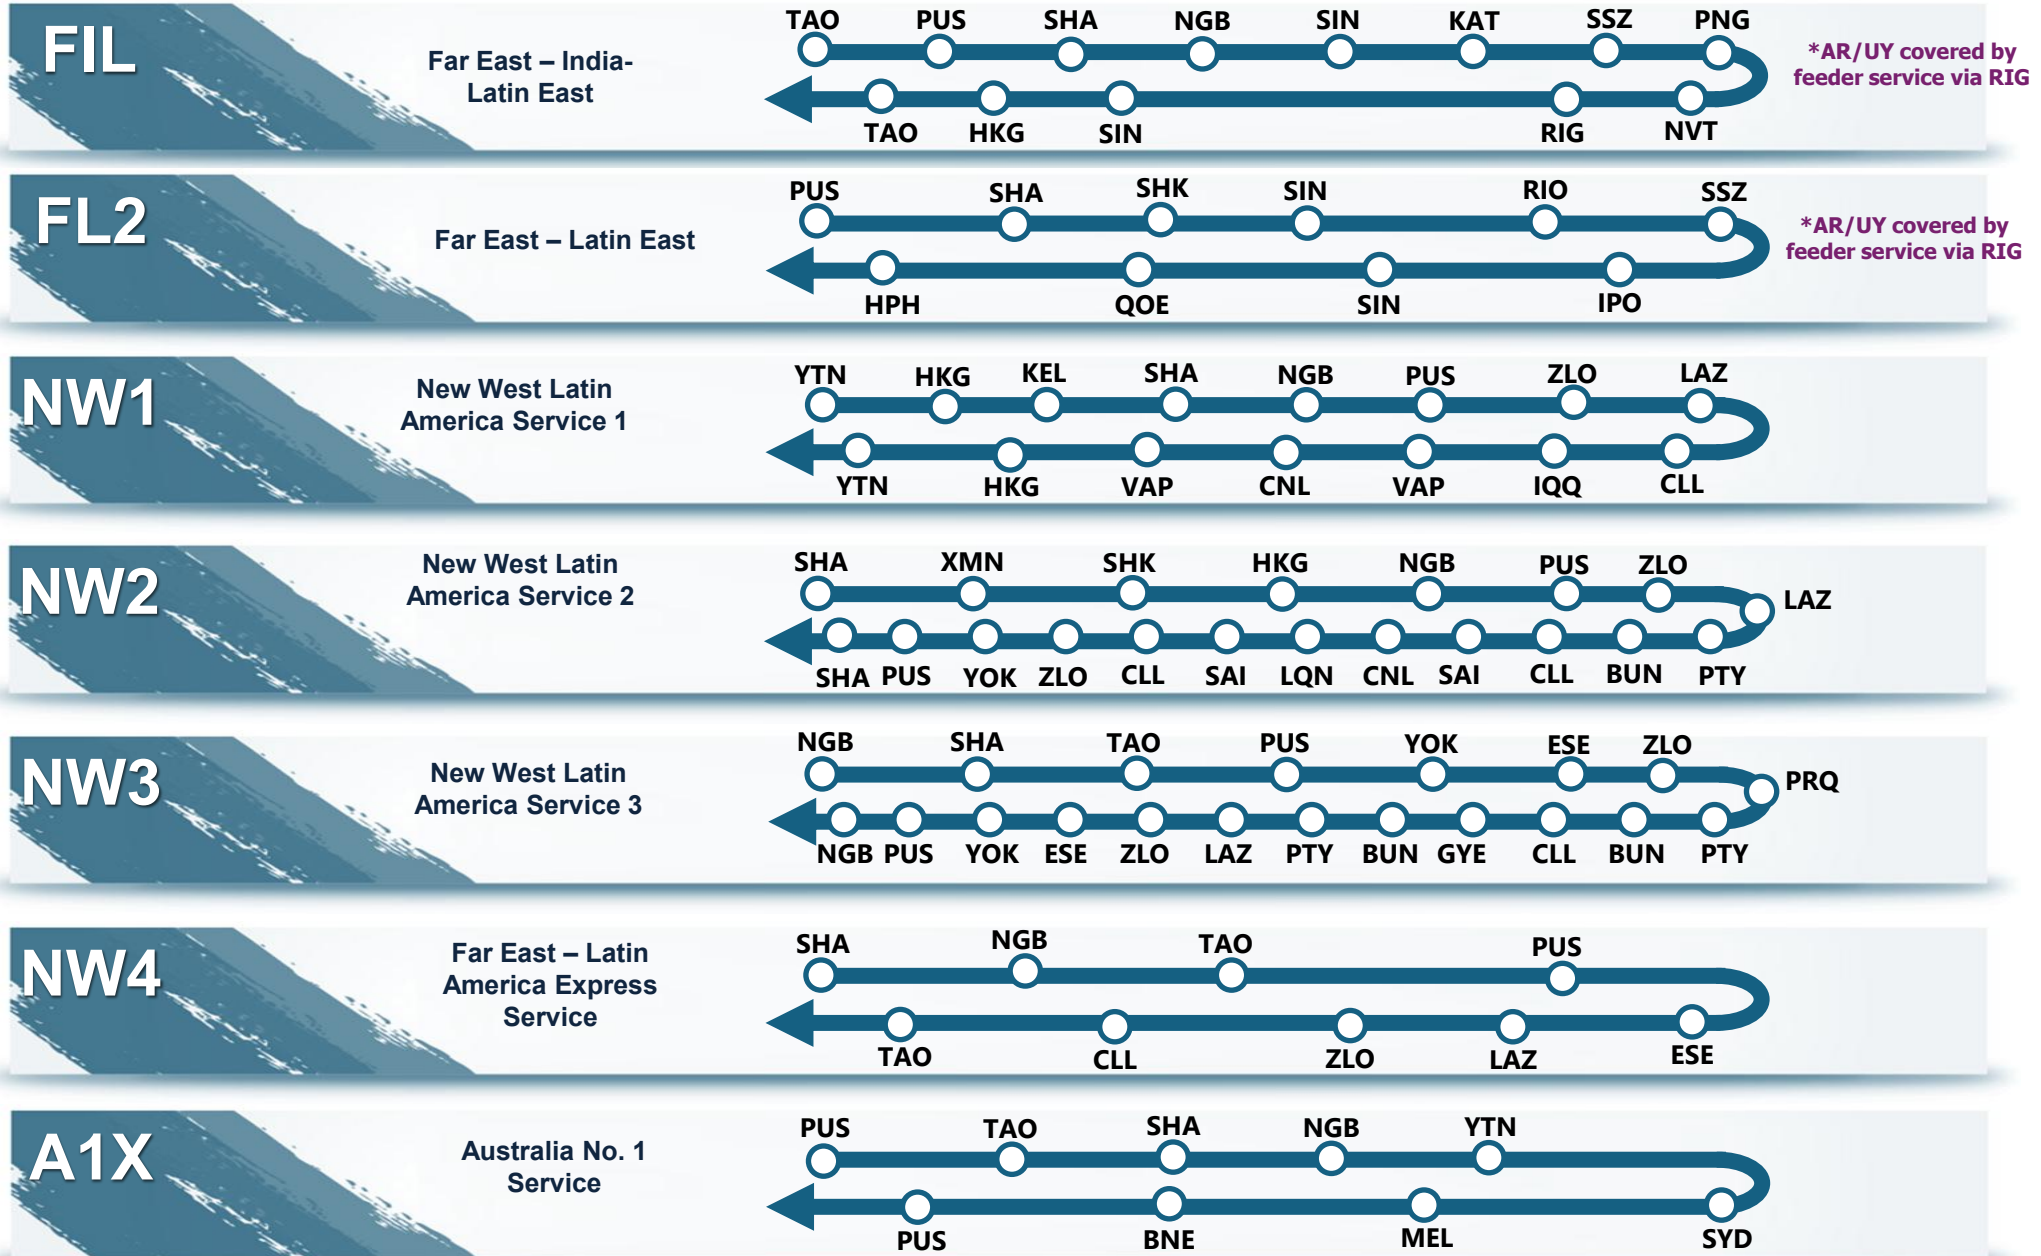 FIL
Far East – India-
Latin East
TAO PUS SHA NGB SIN KAT SSZ PNG
TAO HKG SIN RIG NVT
*AR/UY covered by
feeder service via RIG
FL2
Far East – Latin East
PUS SHA SHK SIN RIO SSZ
HPH QOE SIN IPO
*AR/UY covered by
feeder service via RIG
NW1
New West Latin
America Service 1
YTN HKG KEL SHA NGB PUS ZLO LAZ
YTN HKG VAP CNL VAP IQQ CLL
NW2
New West Latin
America Service 2
SHA XMN SHK HKG NGB PUS ZLO
LAZ
SHA PUS YOK ZLO CLL SAI LQN CNL SAI CLL BUN PTY
NW3
New West Latin
America Service 3
NGB SHA TAO PUS YOK ESE ZLO
PRQ
NGB PUS YOK ESE ZLO LAZ PTY BUN GYE CLL BUN PTY
NW4
Far East – Latin
America Express
Service
SHA NGB TAO PUS
TAO CLL ZLO LAZ ESE
A1X
Australia No. 1
Service
PUS TAO SHA NGB YTN
PUS BNE MEL SYD